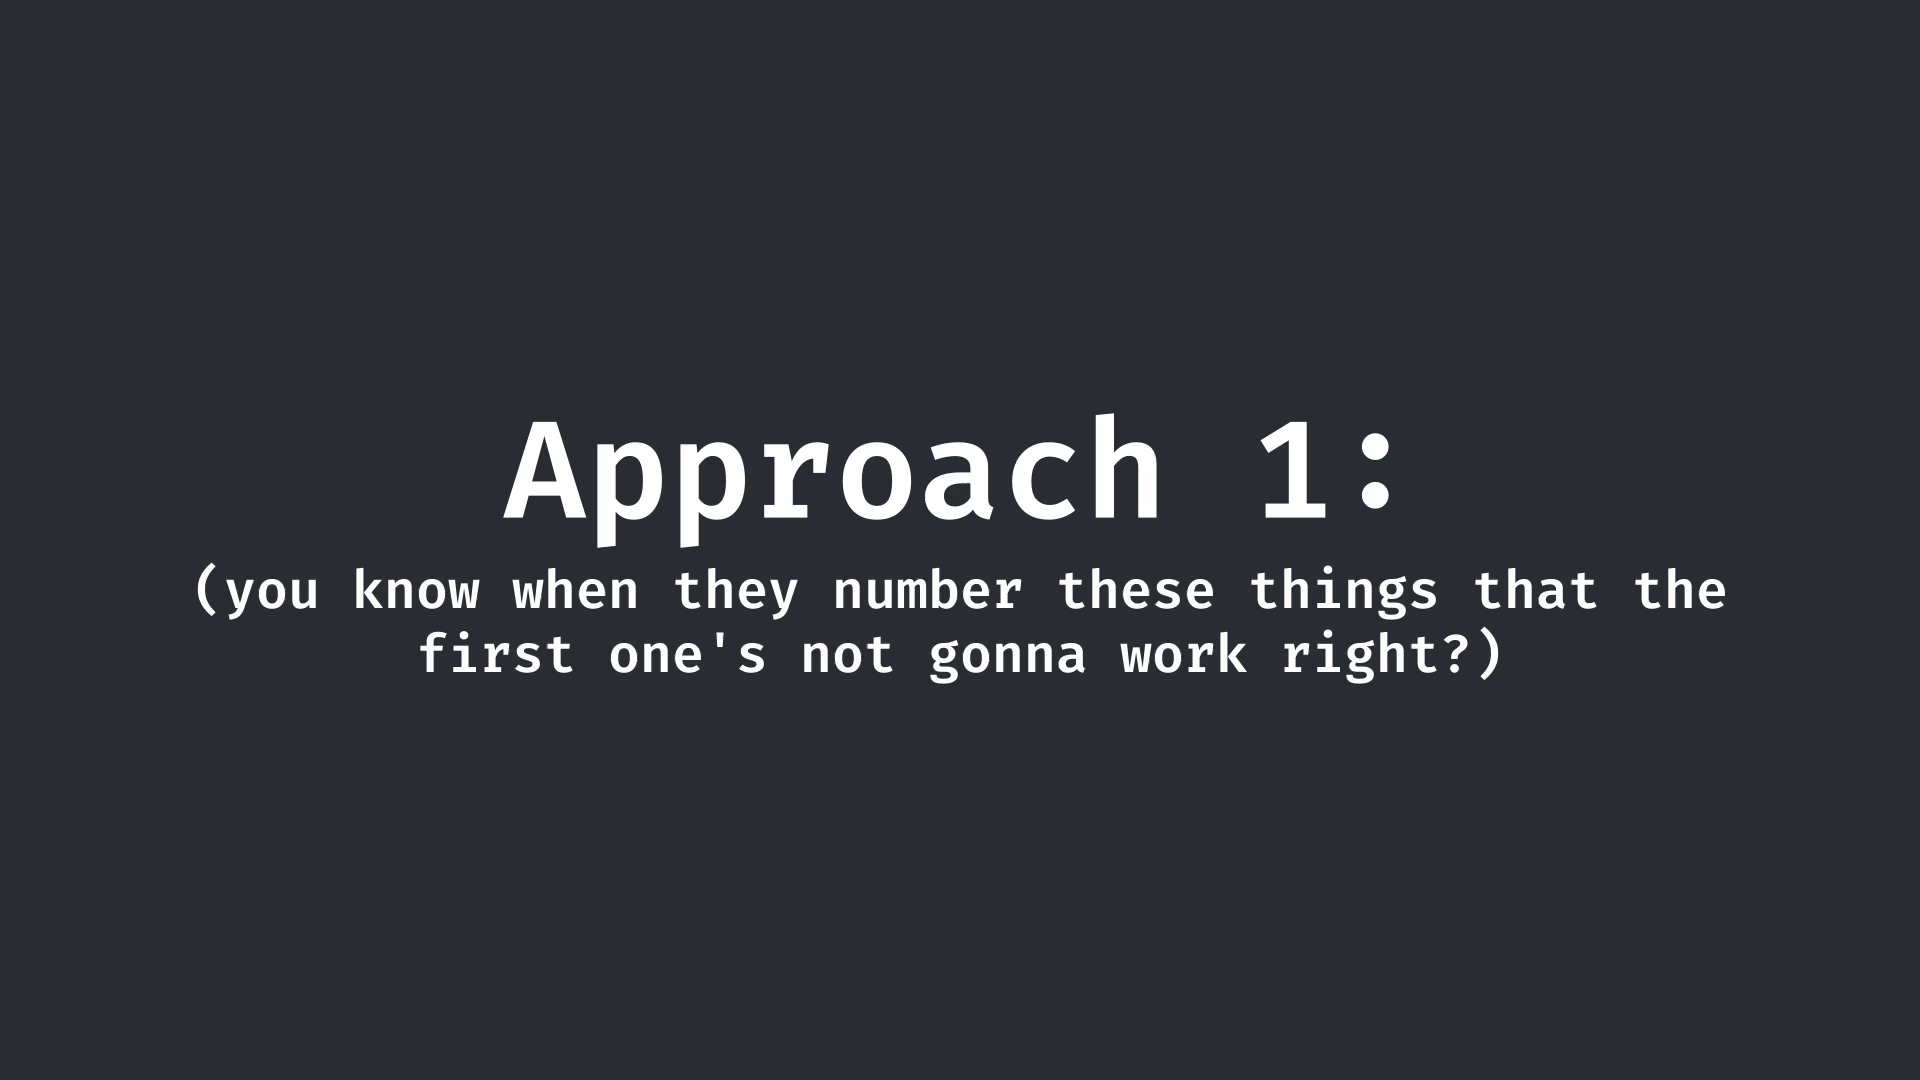 Approach 1:
(you know when they number these things that the
first one's not gonna work right?)